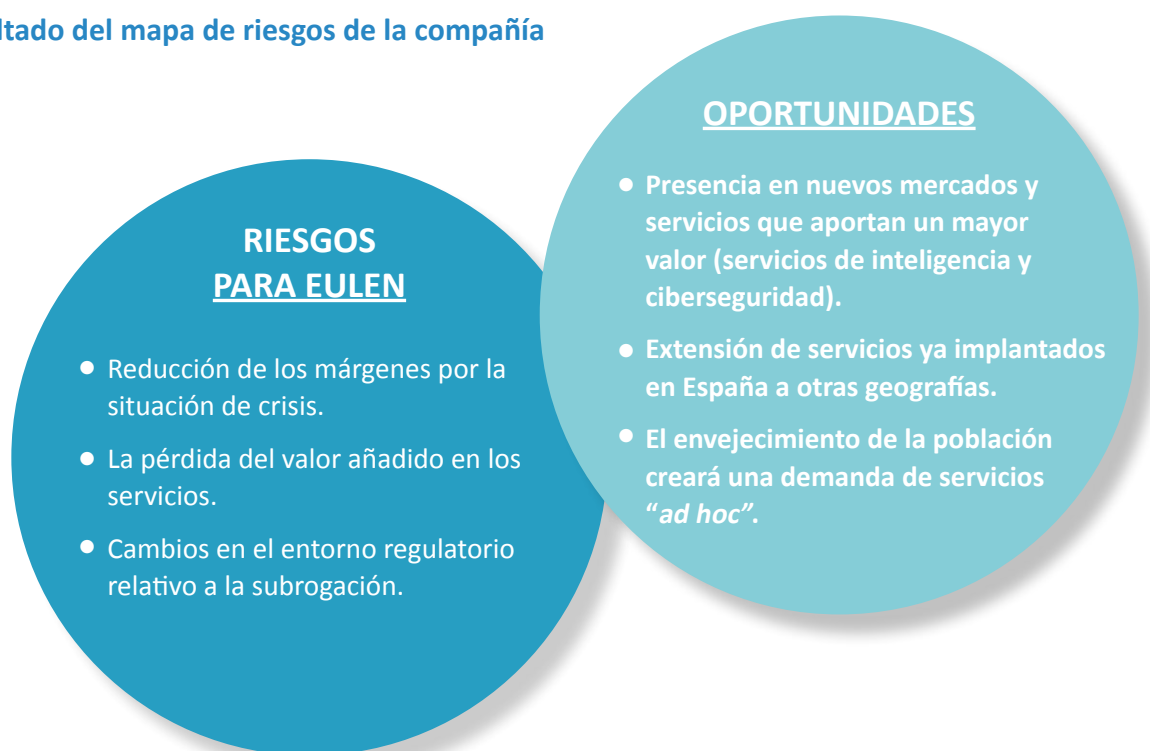 ltado del mapa de riesgos de la compañía
RIESGOS
PARA EULEN
● Reducción de los márgenes por la
situación de crisis.
● La pérdida del valor añadido en los
servicios.
● Cambios en el entorno regulatorio
relativo a la subrogación.
OPORTUNIDADES
● Presencia en nuevos mercados y
servicios que aportan un mayor
valor (servicios de inteligencia y
ciberseguridad).
● Extensión de servicios ya implantados
en España a otras geografías.
● El envejecimiento de la población
creará una demanda de servicios
“ad hoc”.